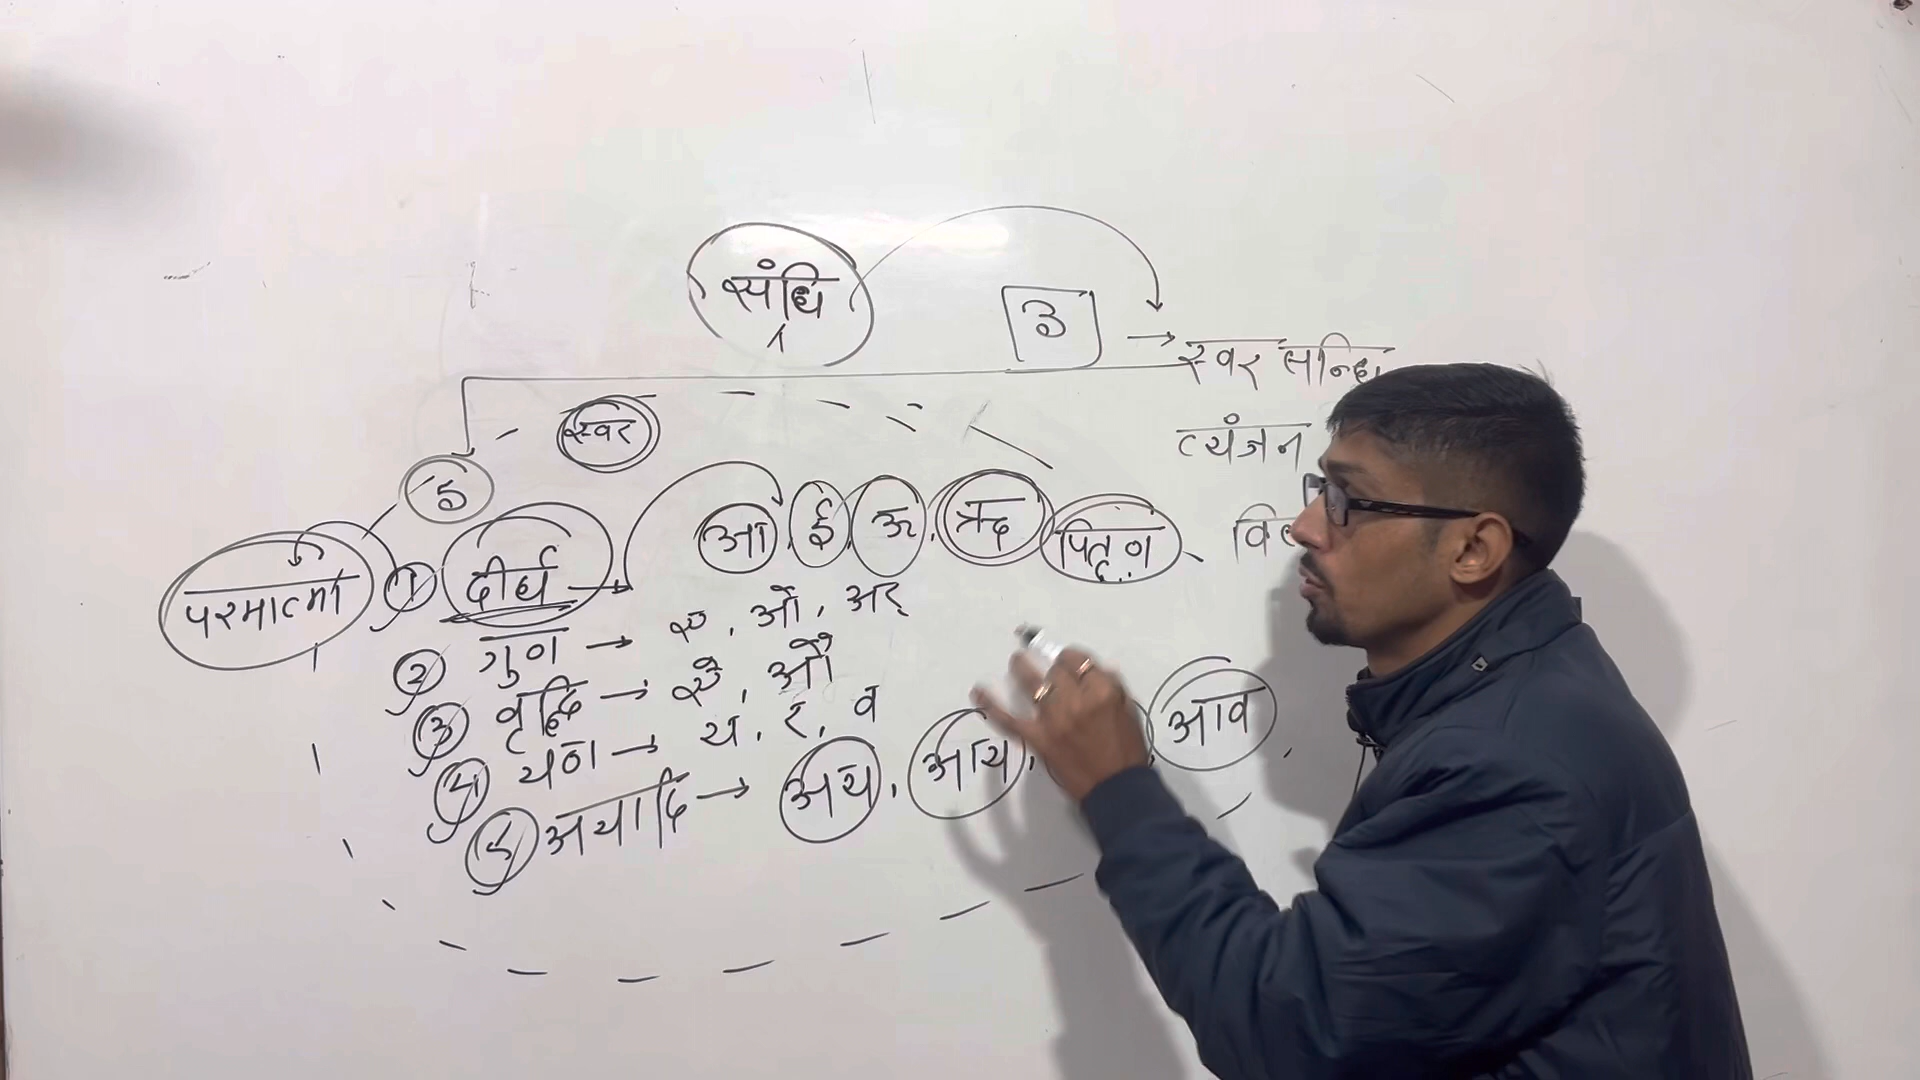 संधि
3 → स्वर सन्धि
स्वर
व्यंजन
5
परमात्मा
1 दीर्घ → आ, ई, ऊ, ऋ पितृण
2 गुण → ए, ओ, अर्
3 वृद्धि → ऐ, औ
4 यण → य, र, व
5 अयादि → अय, आय, आव